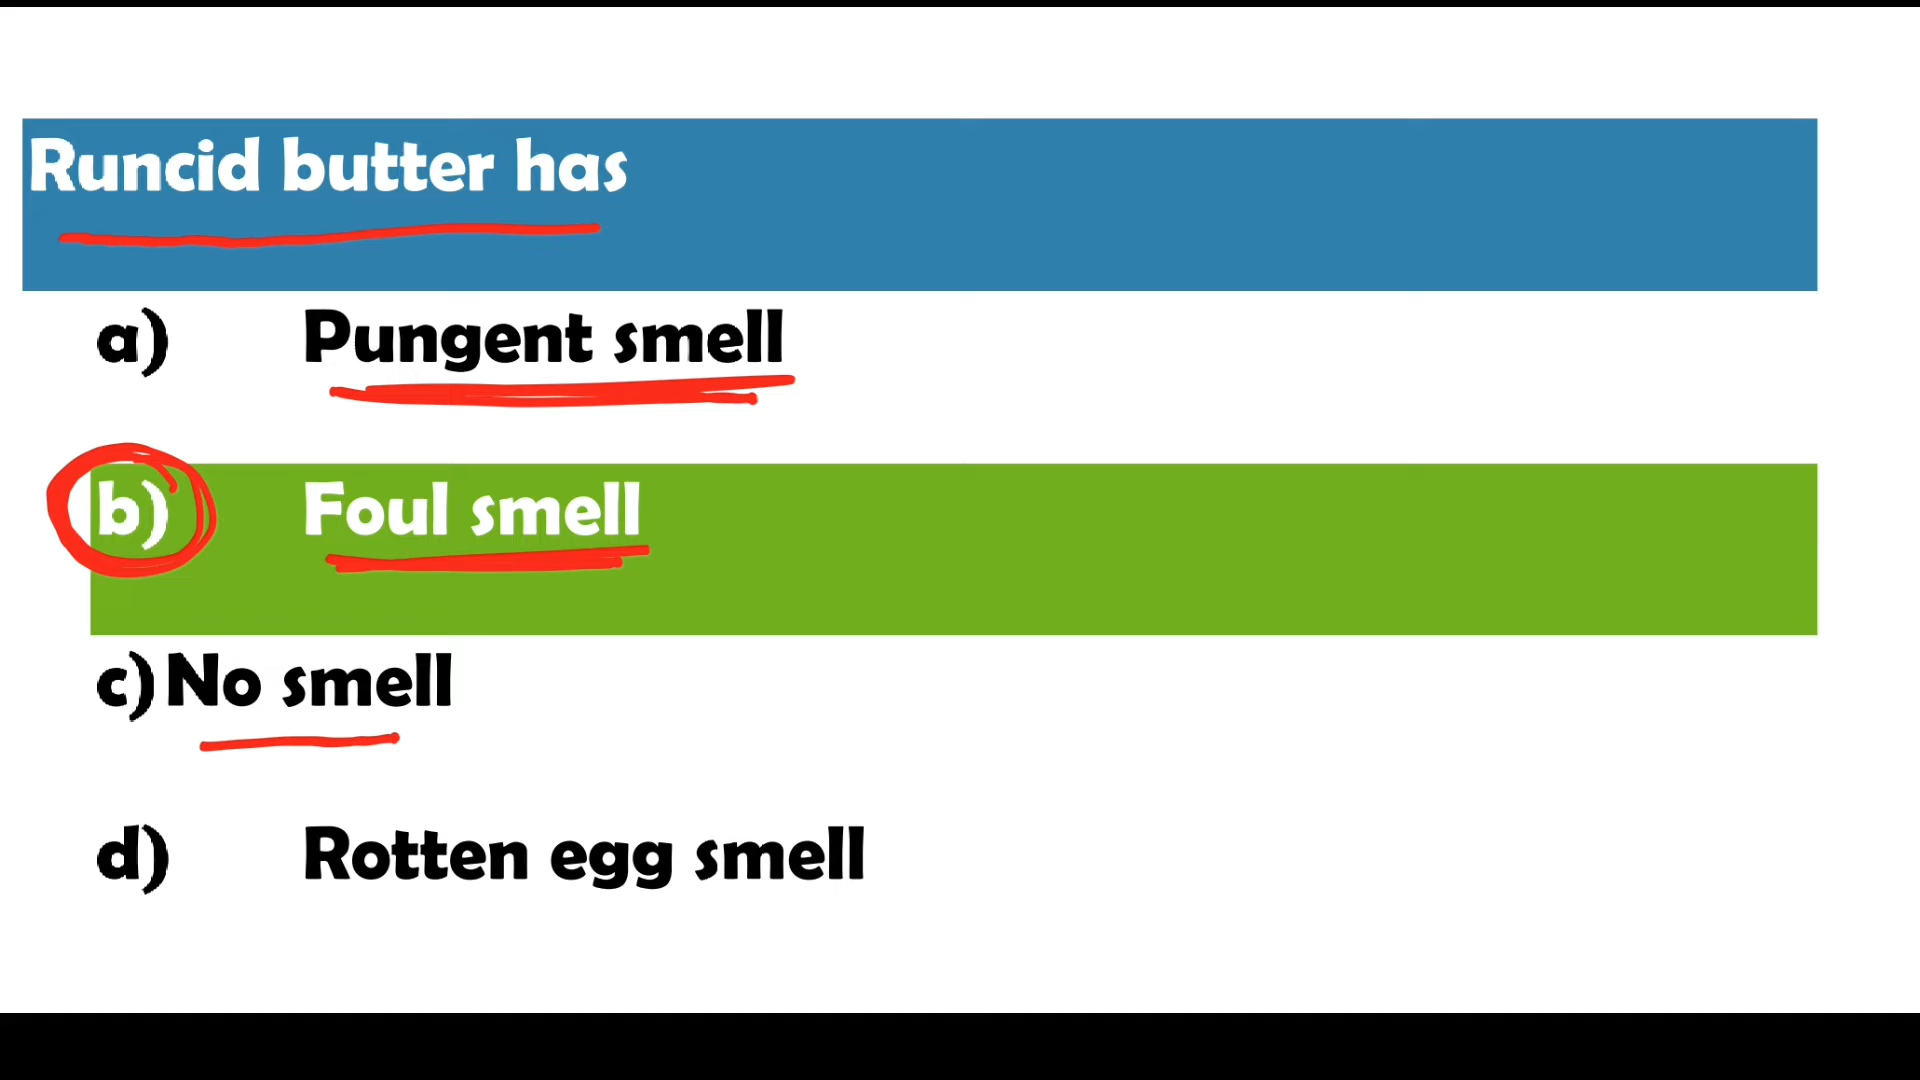 Runcid butter has
a) Pungent smell
b) Foul smell
c) No smell
d) Rotten egg smell